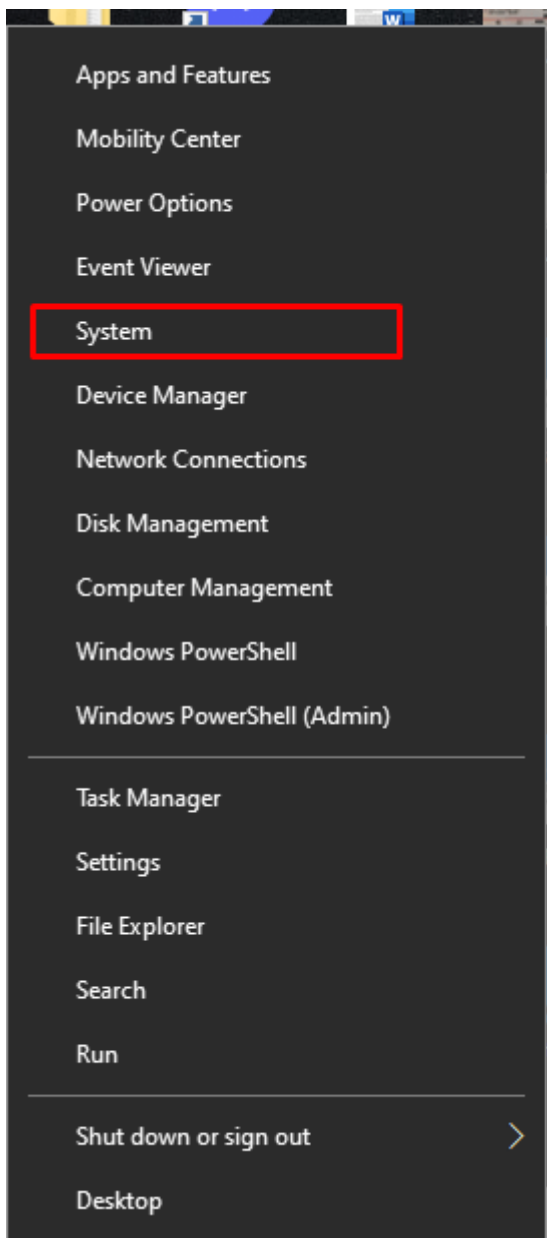 W
Apps and Features
Mobility Center
Power Options
Event Viewer
System
Device Manager
Network Connections
Disk Management
Computer Management
Windows PowerShell
Windows PowerShell (Admin)
Task Manager
Settings
File Explorer
Search
Run
Shut down or sign out
Desktop